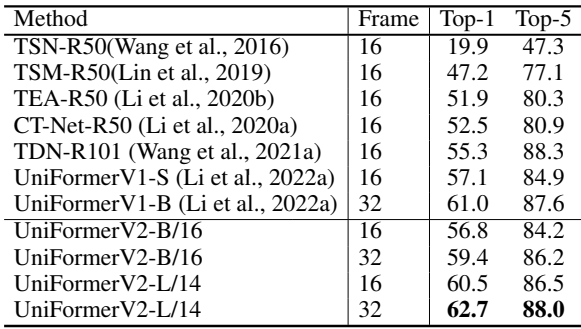 Method Frame Top-1 Top-5
TSN-R50(Wang et al., 2016) 16 19.9 47.3
TSM-R50(Lin et al., 2019) 16 47.2 77.1
TEA-R50 (Li et al., 2020b) 16 51.9 80.3
CT-Net-R50 (Li et al., 2020a) 16 52.5 80.9
TDN-R101 (Wang et al., 2021a) 16 55.3 88.3
UniFormerV1-S (Li et al., 2022a) 16 57.1 84.9
UniFormerV1-B (Li et al., 2022a) 32 61.0 87.6
UniFormerV2-B/16 16 56.8 84.2
UniFormerV2-B/16 32 59.4 86.2
UniFormerV2-L/14 16 60.5 86.5
UniFormerV2-L/14 32 62.7 88.0